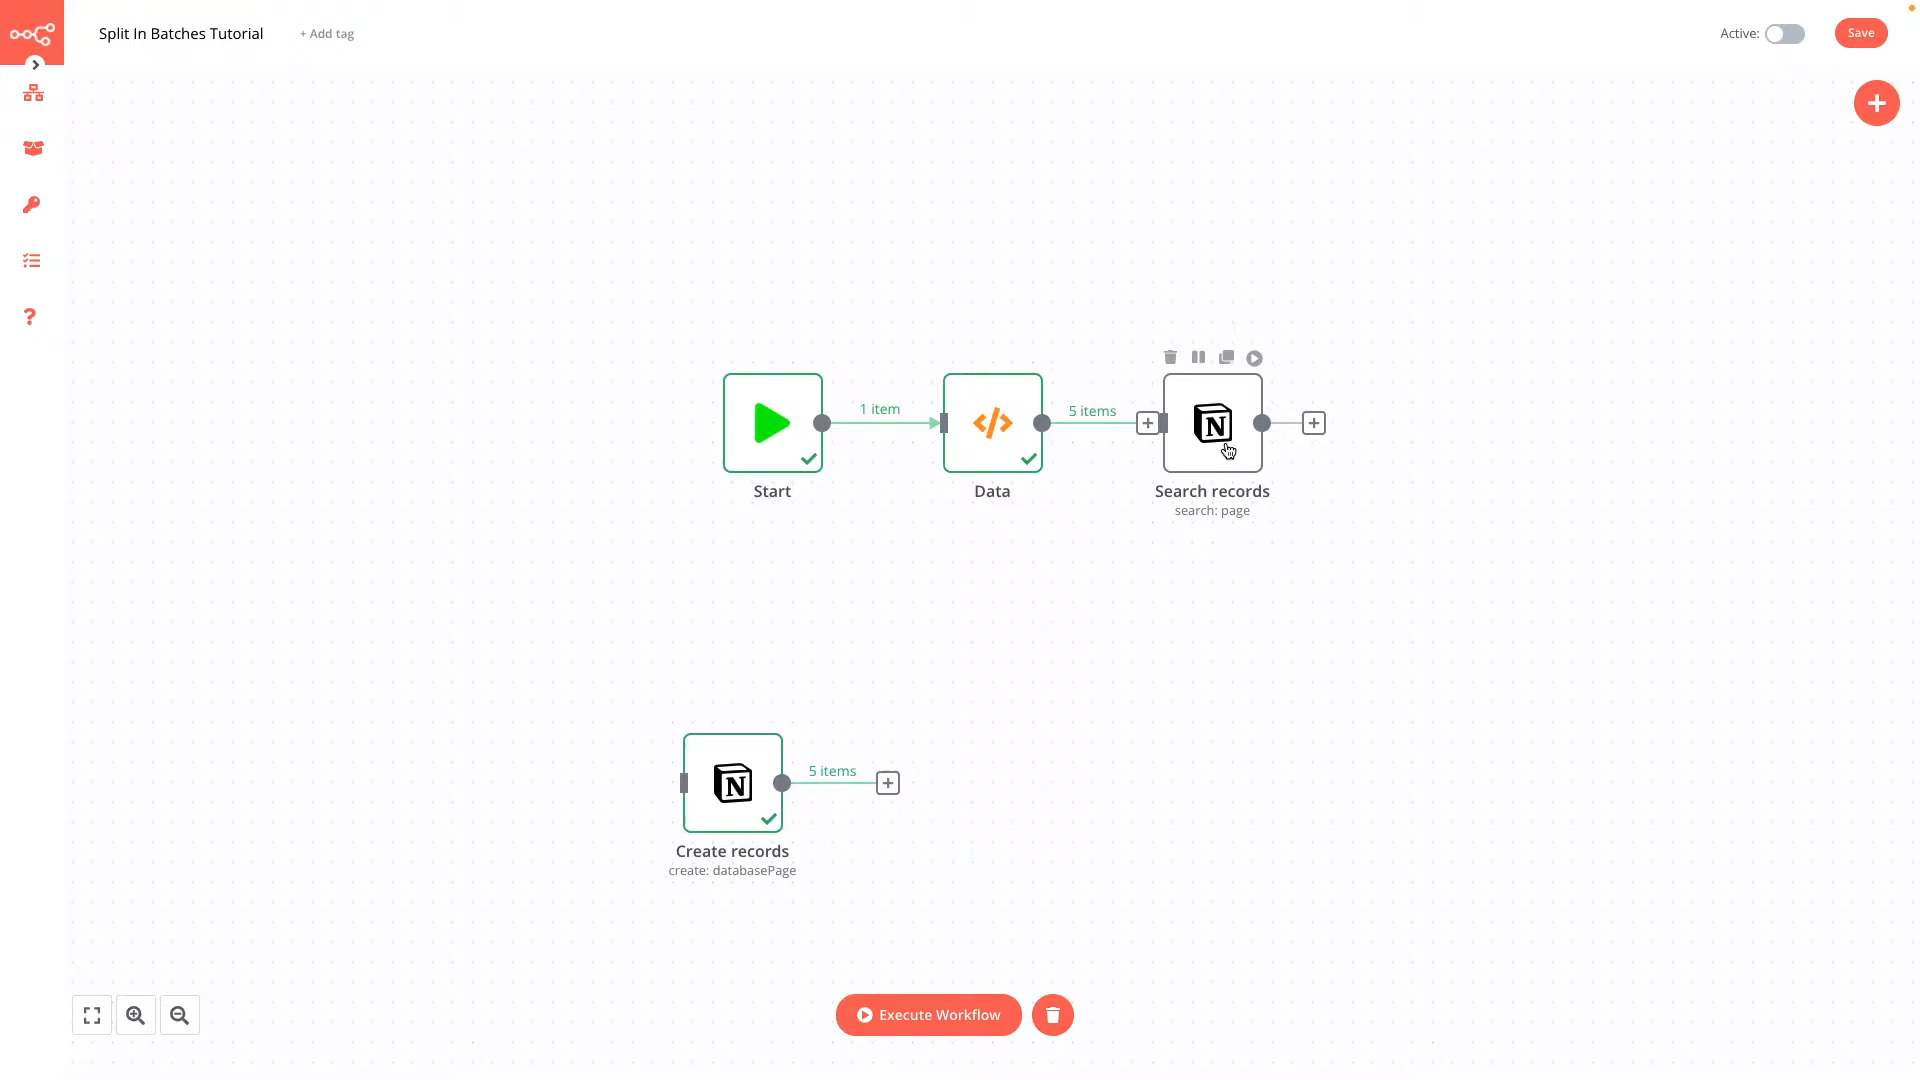 Split In Batches Tutorial
+ Add tag
Active:
Save
1 item
5 items
N
Start
Data
Search records
search: page
5 items
N
Create records
create: databasePage
Execute Workflow